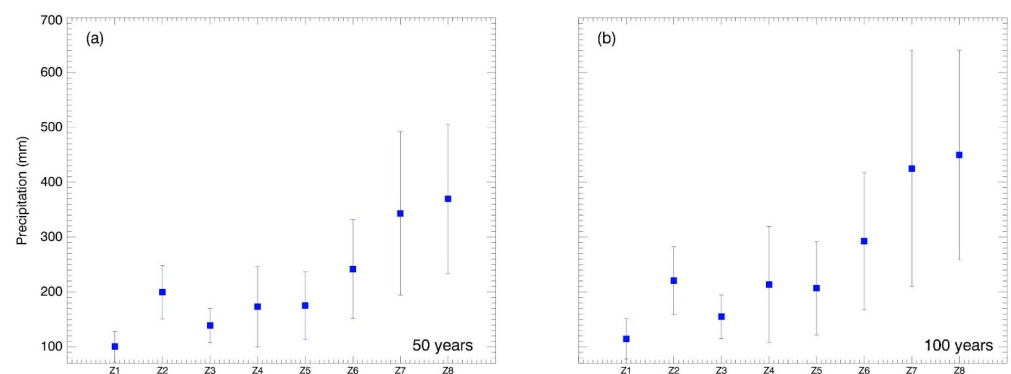 700
600
500
400
300
200
100
Precipitation (mm)
(a)
50 years
Z1 Z2 Z3 Z4 Z5 Z6 Z7 Z8
(b)
100 years
Z1 Z2 Z3 Z4 Z5 Z6 Z7 Z8